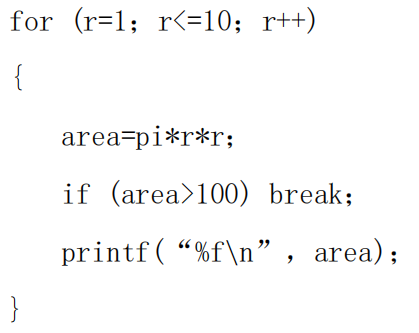 for (r=1; r<=10; r++)
{
area=pi*r*r;
if (area>100) break;
printf(“%f\n”, area);
}